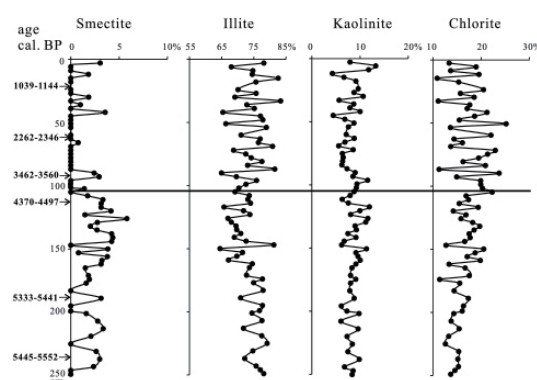 age
cal. BP
Smectite
Illite
Kaolinite
Chlorite
0 5 10% 55 65 75 85% 0 10 20% 10 20 30%
0
1039-1144
50
2262-2346
3462-3560
100
4370-4497
150
5333-5441
200
5445-5552
250